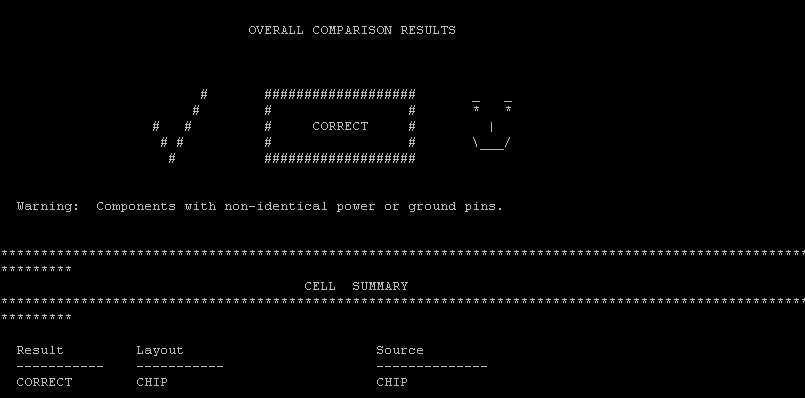 OVERALL COMPARISON RESULTS
                       #       ###################       _   _
                      #        #                 #       *   *
                 #   #         #     CORRECT     #         |
                  # #          #                 #       \___/
                   #           ###################
Warning:  Components with non-identical power or ground pins.
*****************************************************************************************************
*********
CELL  SUMMARY
*****************************************************************************************************
*********
Result         Layout                        Source
-----------    -----------                   --------------
CORRECT        CHIP                          CHIP